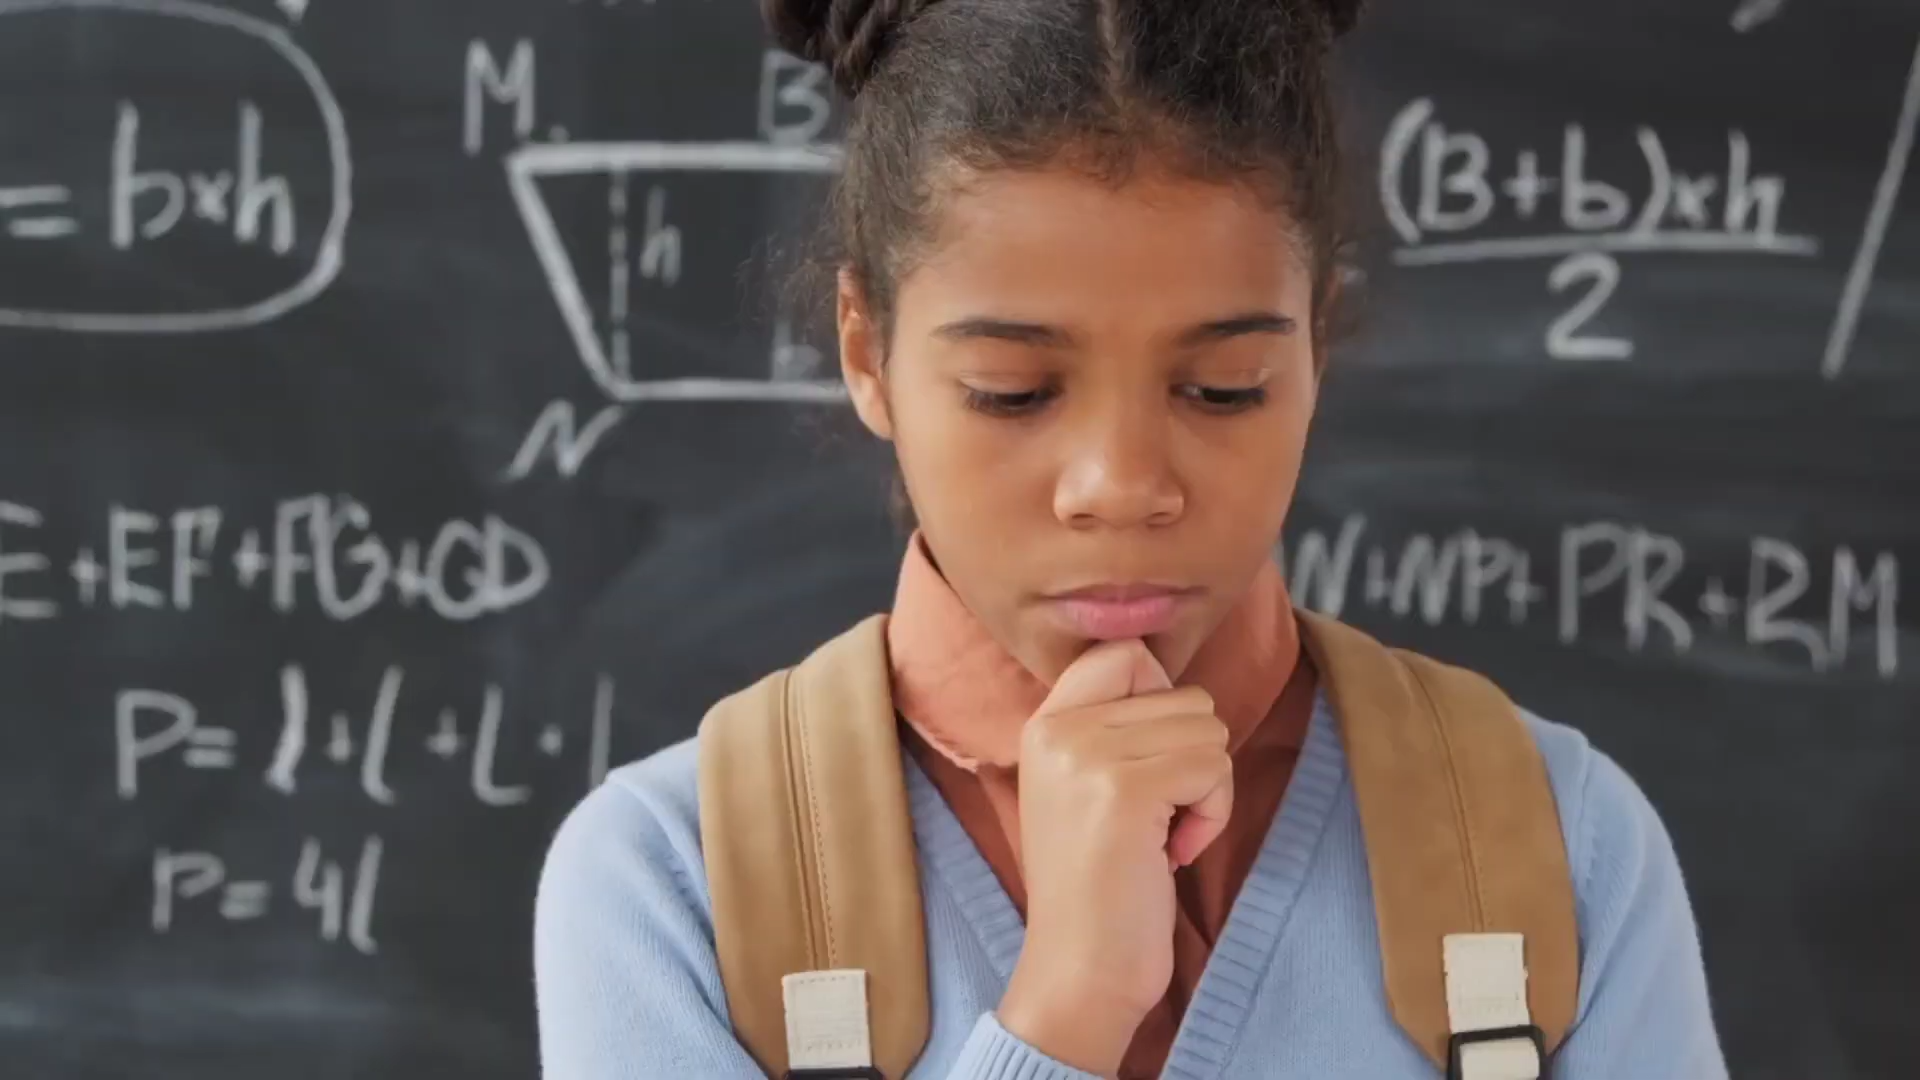 = b×h
M B
h
b
N
(B+b)×h
2
E+EF+FG+GD
N+NP+PR+RM
P= l+l+l+l
P= 4l